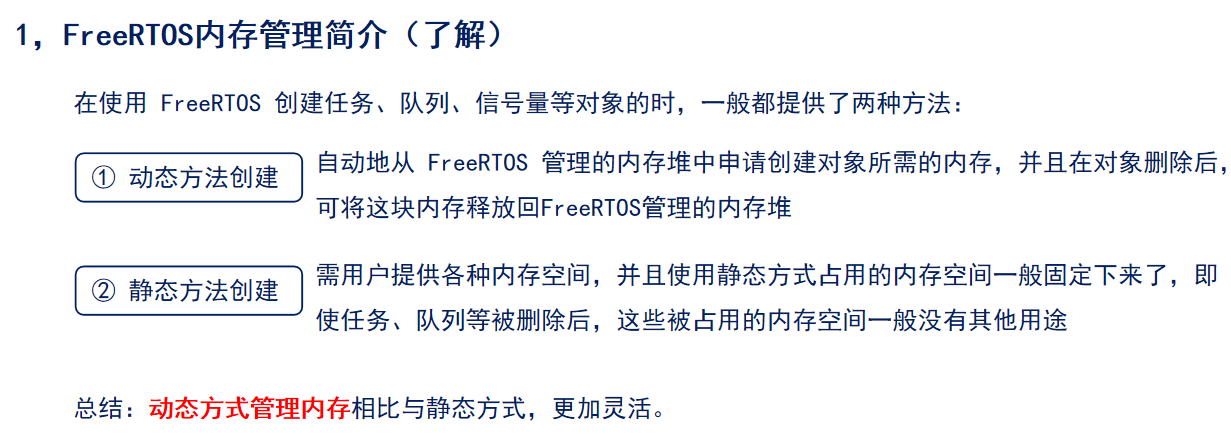 1，FreeRTOS内存管理简介（了解）
在使用 FreeRTOS 创建任务、队列、信号量等对象的时，一般都提供了两种方法：
① 动态方法创建
自动地从 FreeRTOS 管理的内存堆中申请创建对象所需的内存，并且在对象删除后，
可将这块内存释放回FreeRTOS管理的内存堆
② 静态方法创建
需用户提供各种内存空间，并且使用静态方式占用的内存空间一般固定下来了，即
使任务、队列等被删除后，这些被占用的内存空间一般没有其他用途
总结：动态方式管理内存相比与静态方式，更加灵活。